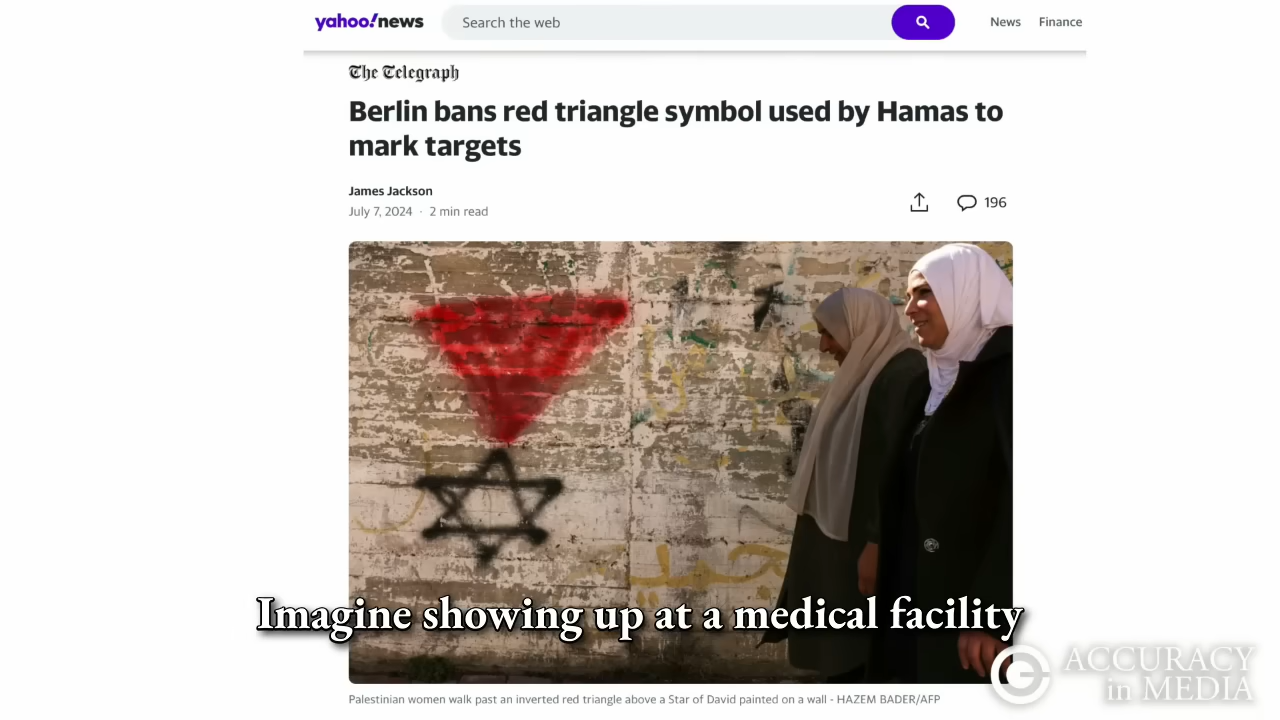 yahoo!news
Search the web
News
Finance
The Telegraph
Berlin bans red triangle symbol used by Hamas to
mark targets
James Jackson
July 7, 2024 · 2 min read
196
Imagine showing up at a medical facility
ACCURACY
in MEDIA
Palestinian women walk past an inverted red triangle above a Star of David painted on a wall - HAZEM BADER/AFP